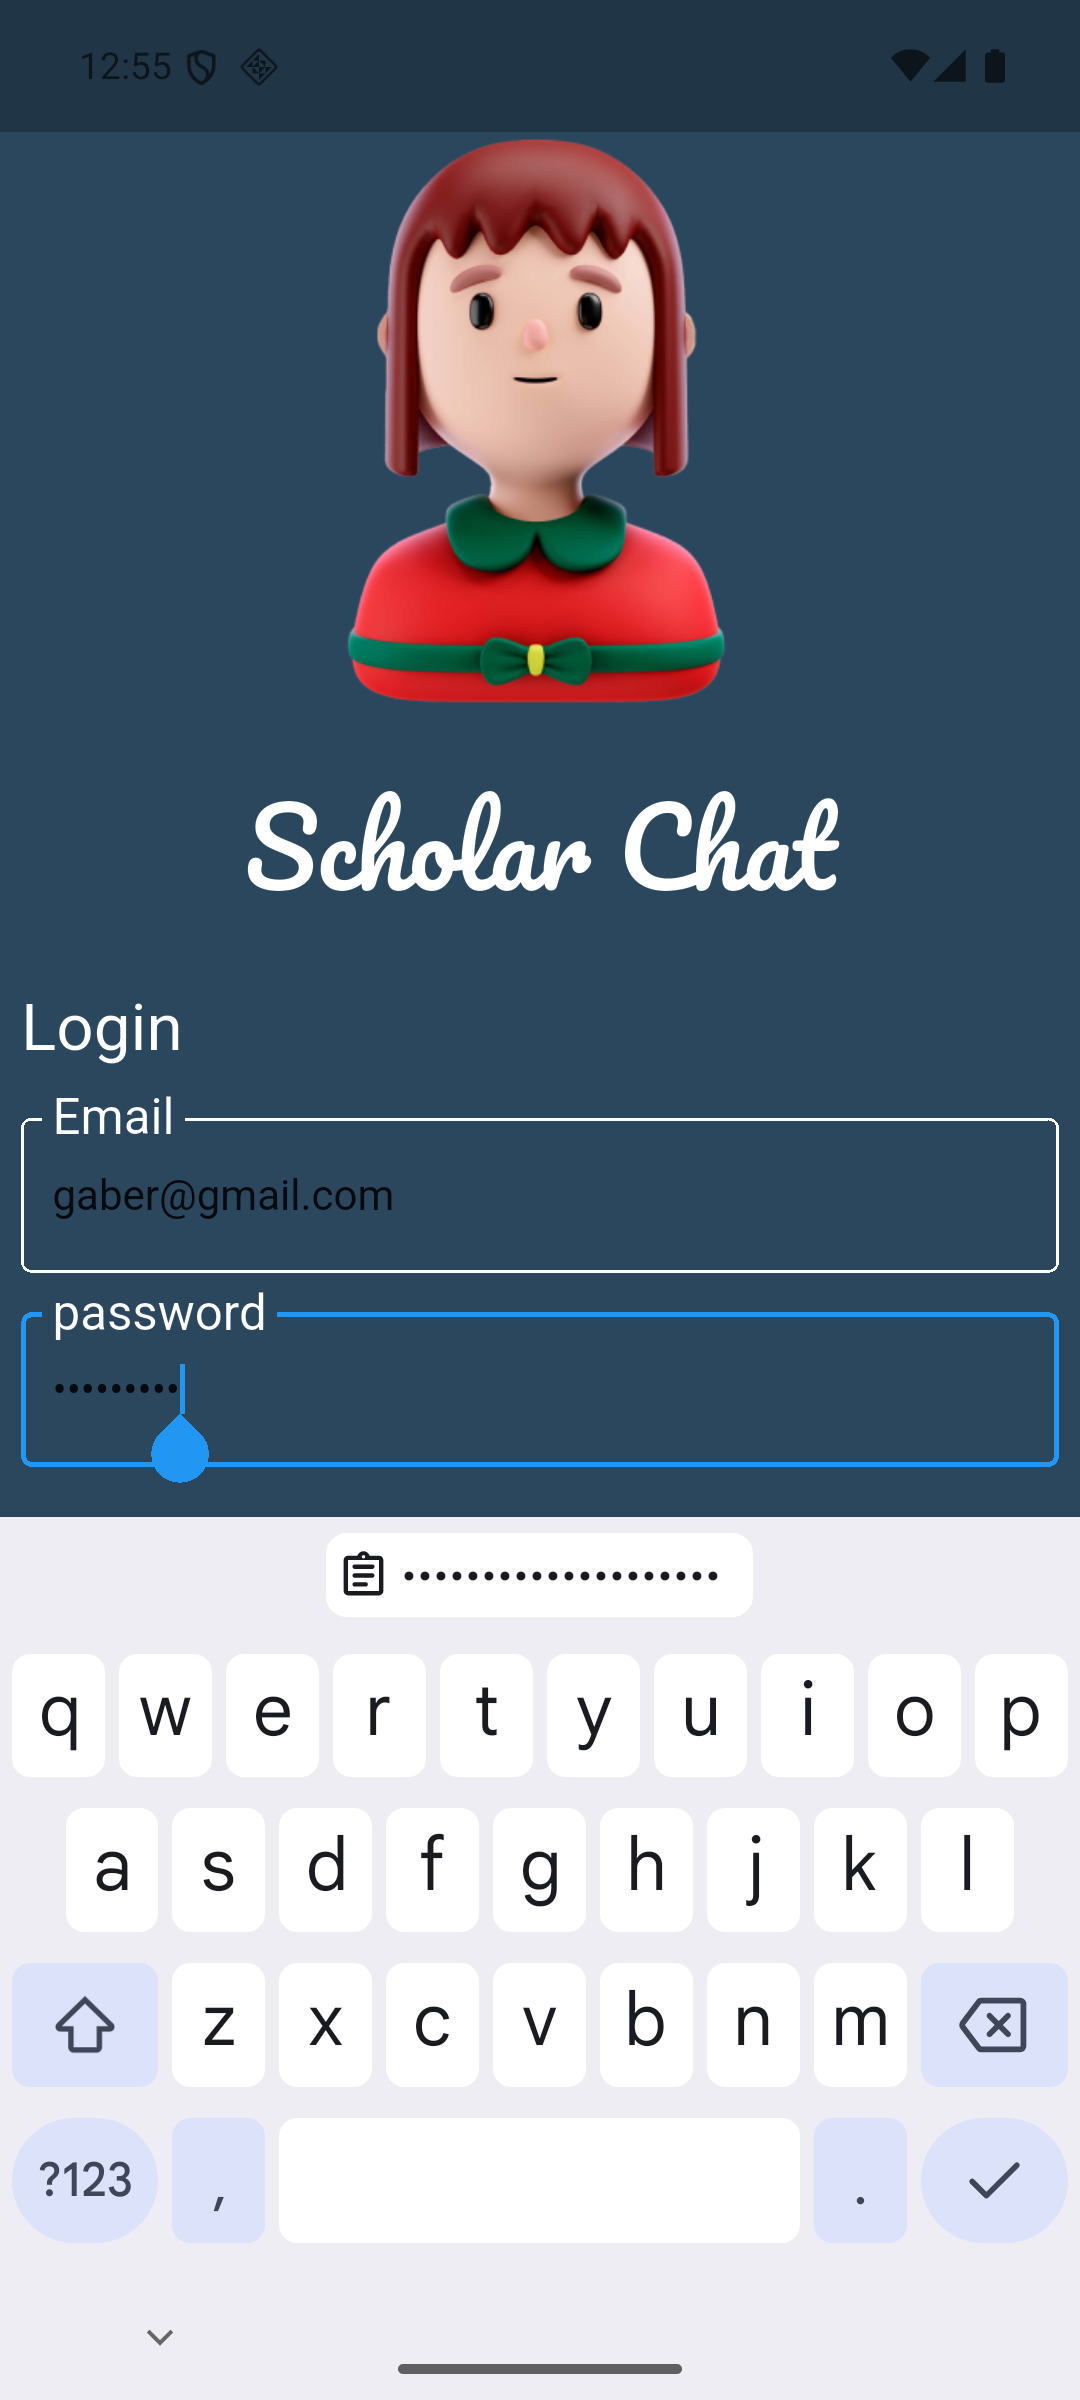 12:55
Scholar Chat
Login
Email
gaber@gmail.com
password
•••••••••
••••••••••••••••••••
q w e r t y u i o p
a s d f g h j k l
z x c v b n m
?123 , .